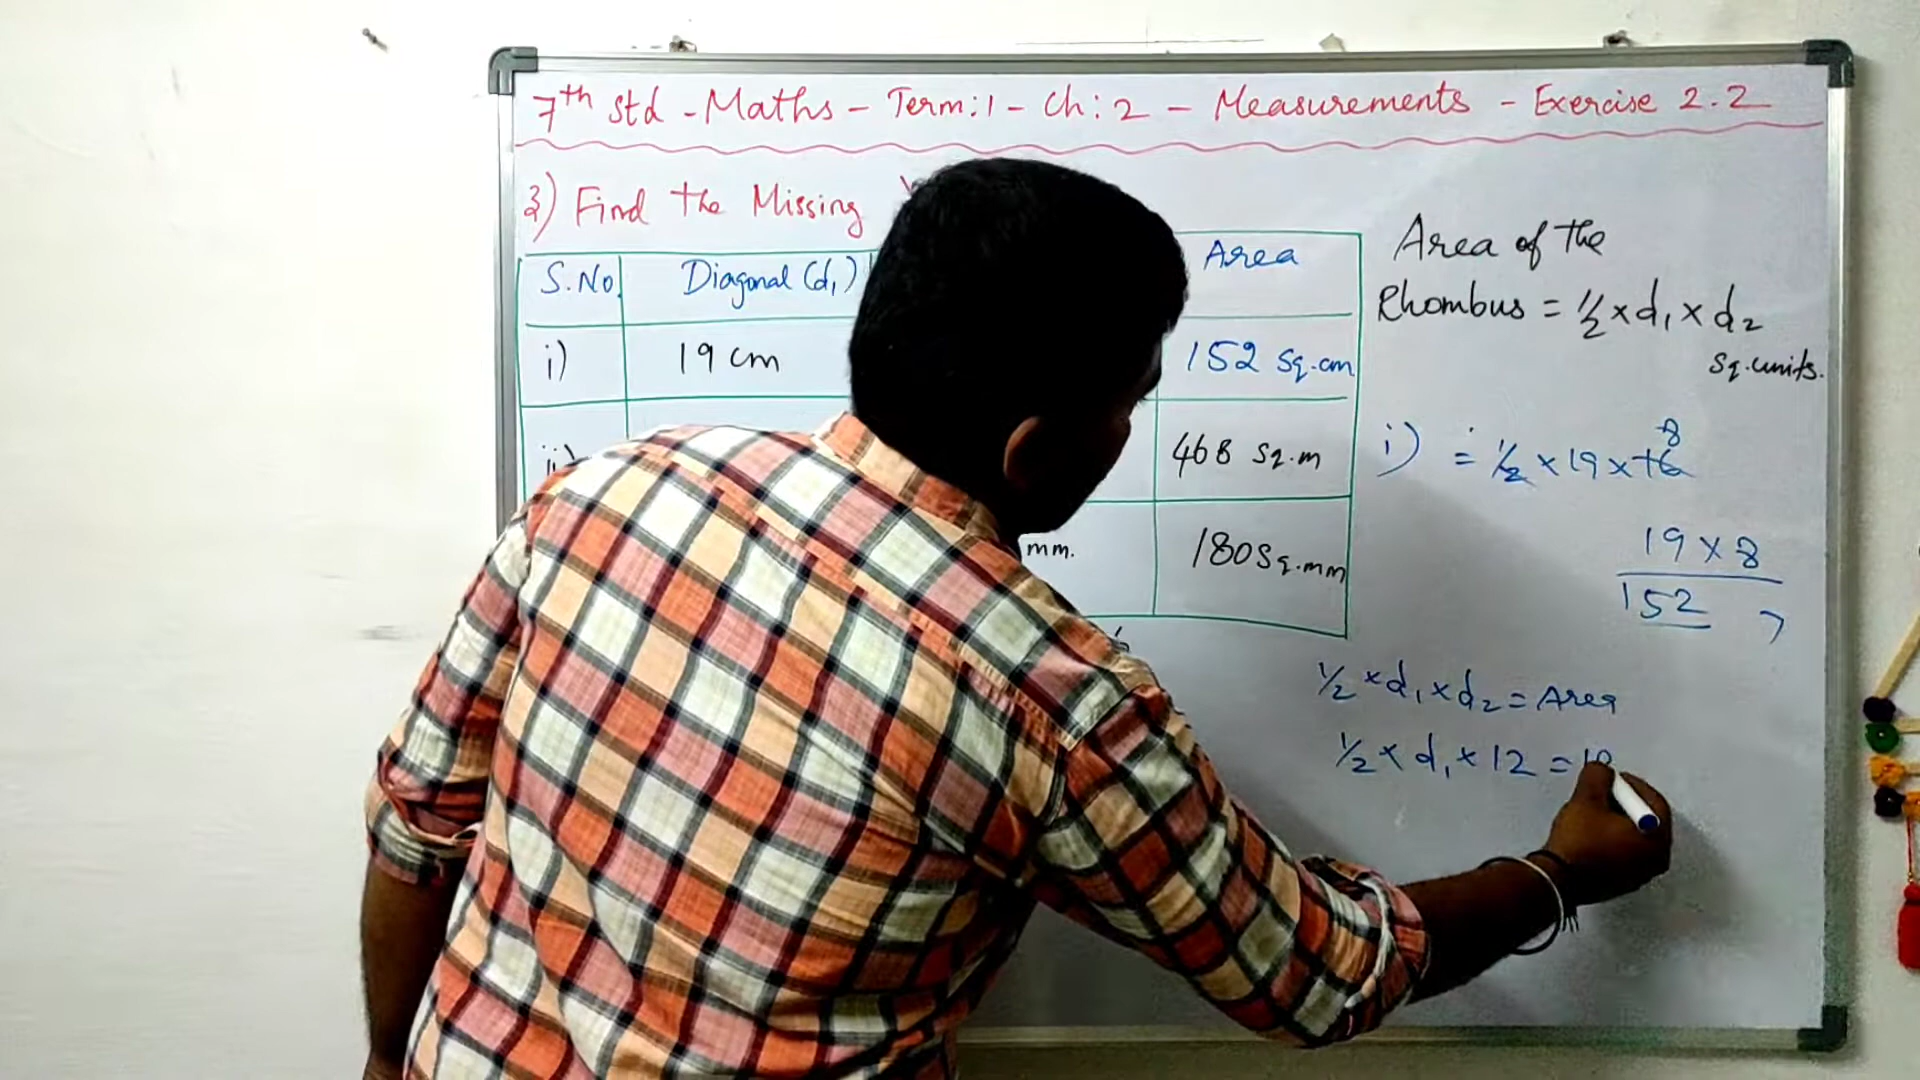 7th Std - Maths - Term:1 - Ch:2 - Measurements - Exercise 2.2
3) Find the Missing
S.No. Diagonal (d1) Area
i) 19 cm 152 Sq.cm
ii) 468 Sq.m
mm. 180 Sq.mm
Area of the
Rhombus = 1/2 x d1 x d2
Sq.units.
i) = 1/2 x 19 x 16
8
19 x 8
152
1/2 x d1 x d2 = Area
1/2 x d1 x 12 = 18